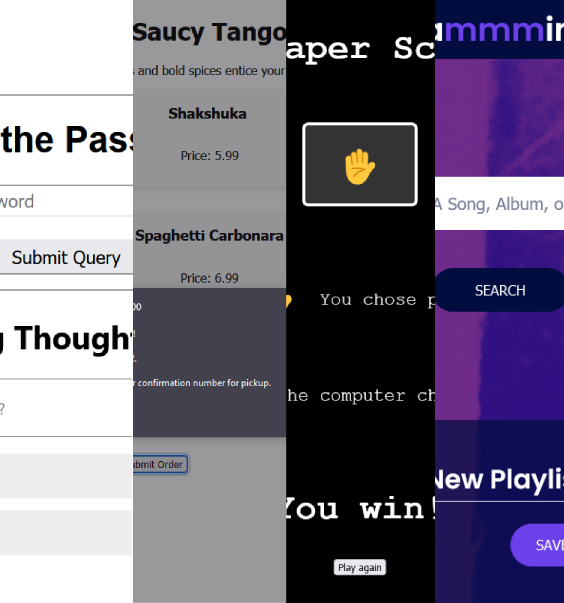 the Pass
word
Submit Query
g Though
?
Saucy Tango
s and bold spices entice your
Shakshuka
Price: 5.99
Spaghetti Carbonara
Price: 6.99
00
!
.
r confirmation number for pickup.
ubmit Order
aper Sc
You chose p
he computer ch
You win!
Play again
ammmin
A Song, Album, o
SEARCH
New Playlis
SAVE